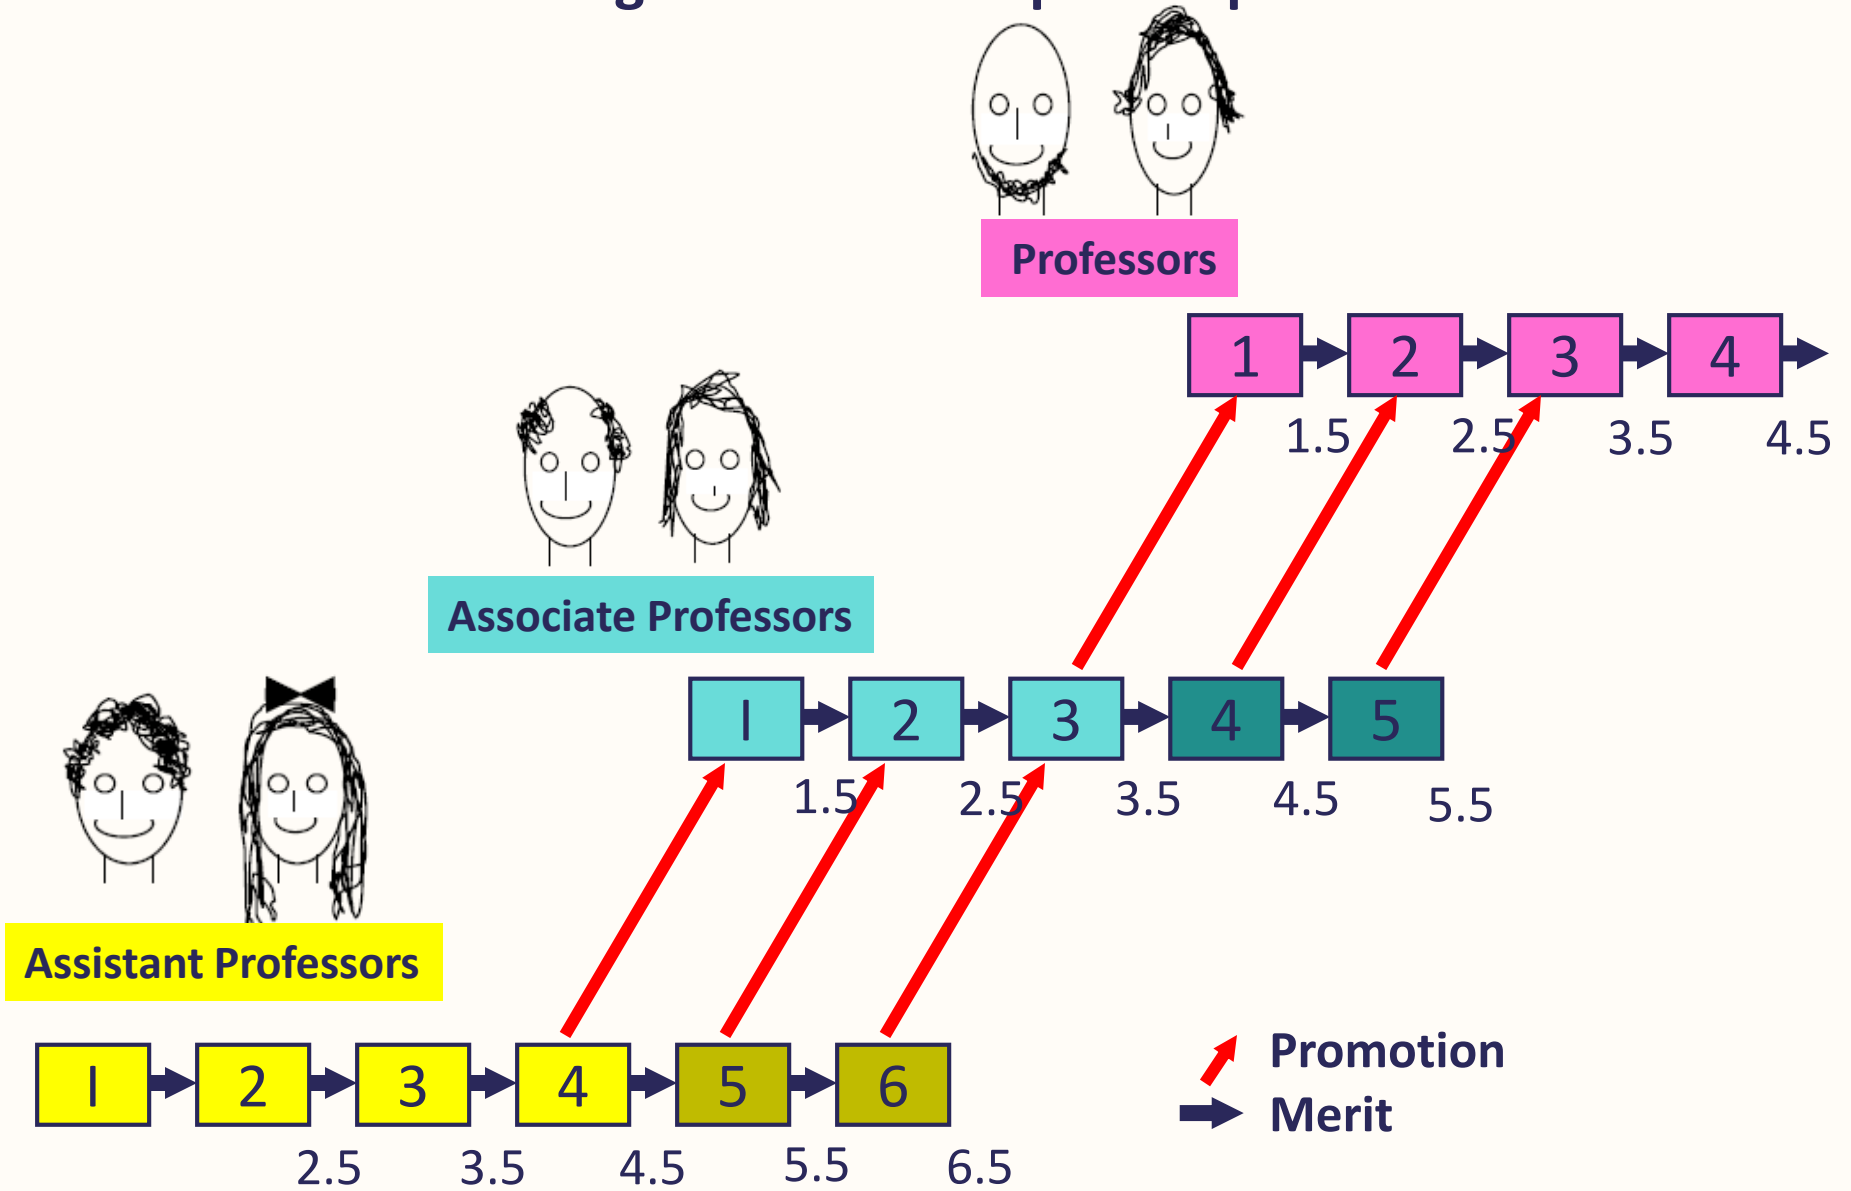 Professors
1 2 3 4
1.5 2.5 3.5 4.5
Associate Professors
I 2 3 4 5
1.5 2.5 3.5 4.5 5.5
Assistant Professors
I 2 3 4 5 6
2.5 3.5 4.5 5.5 6.5
Promotion
Merit